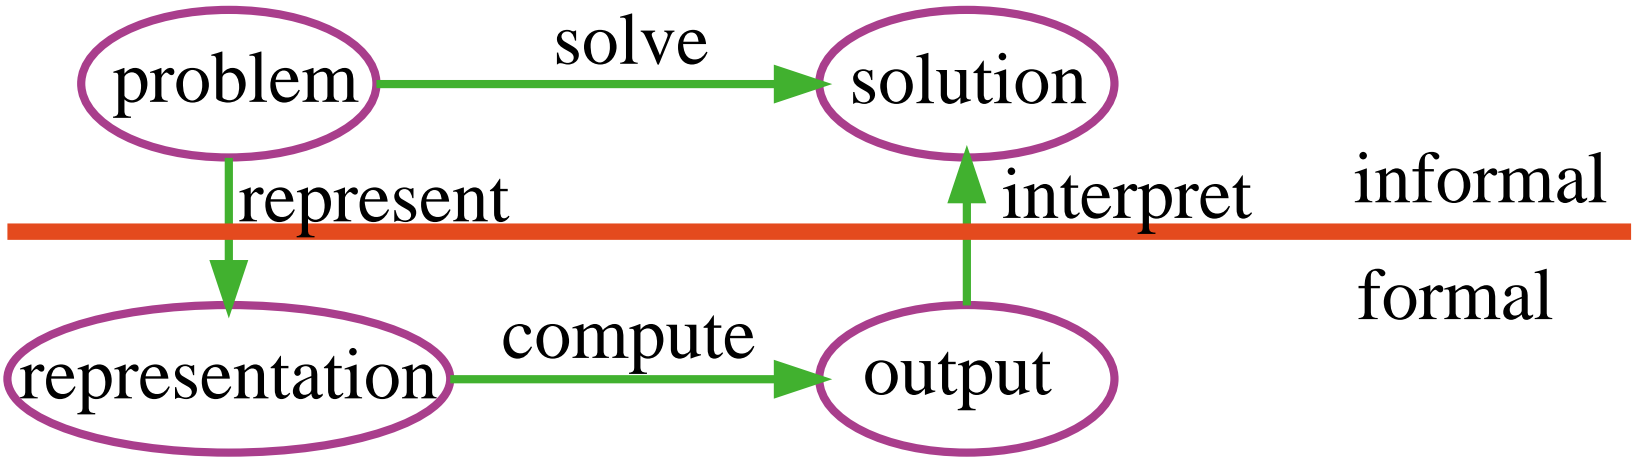 solve
problem
solution
represent
interpret
informal
formal
compute
representation
output